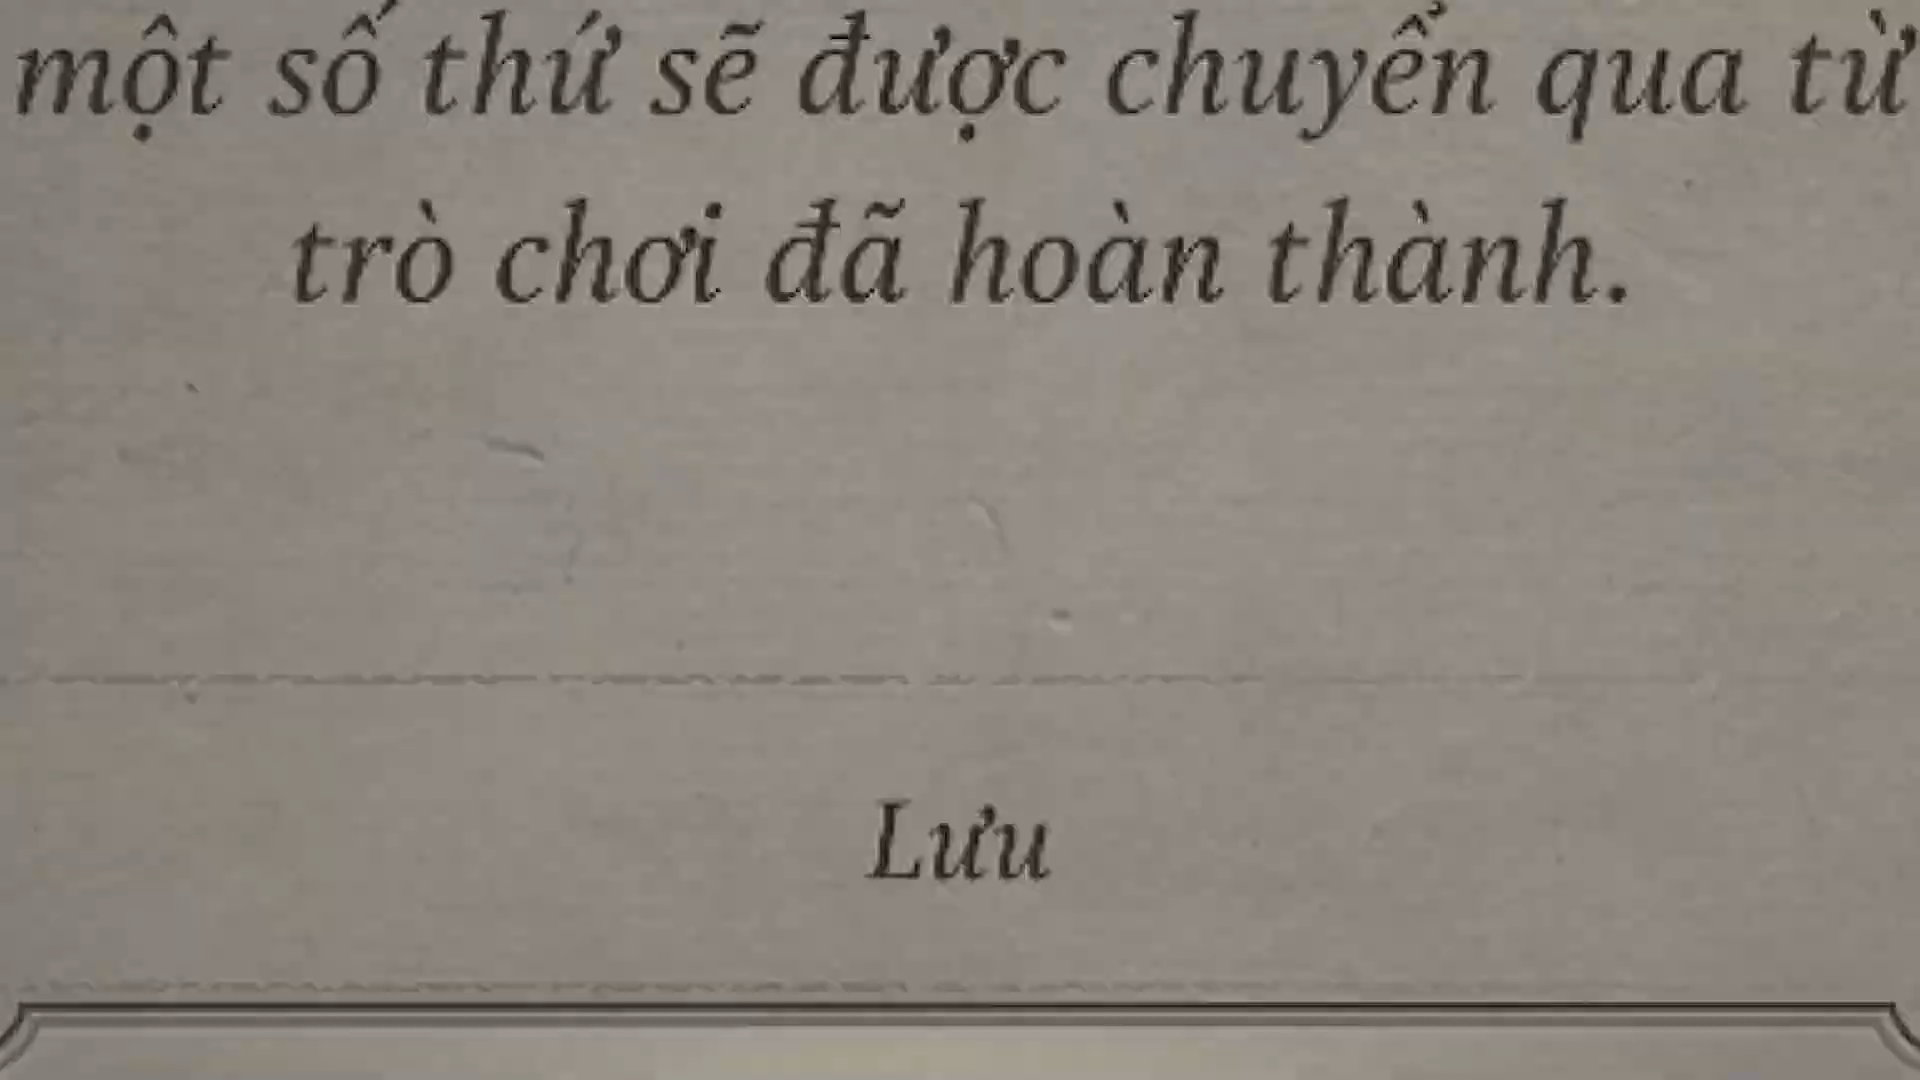 một số thứ sẽ được chuyển qua từ
trò chơi đã hoàn thành.
Lưu